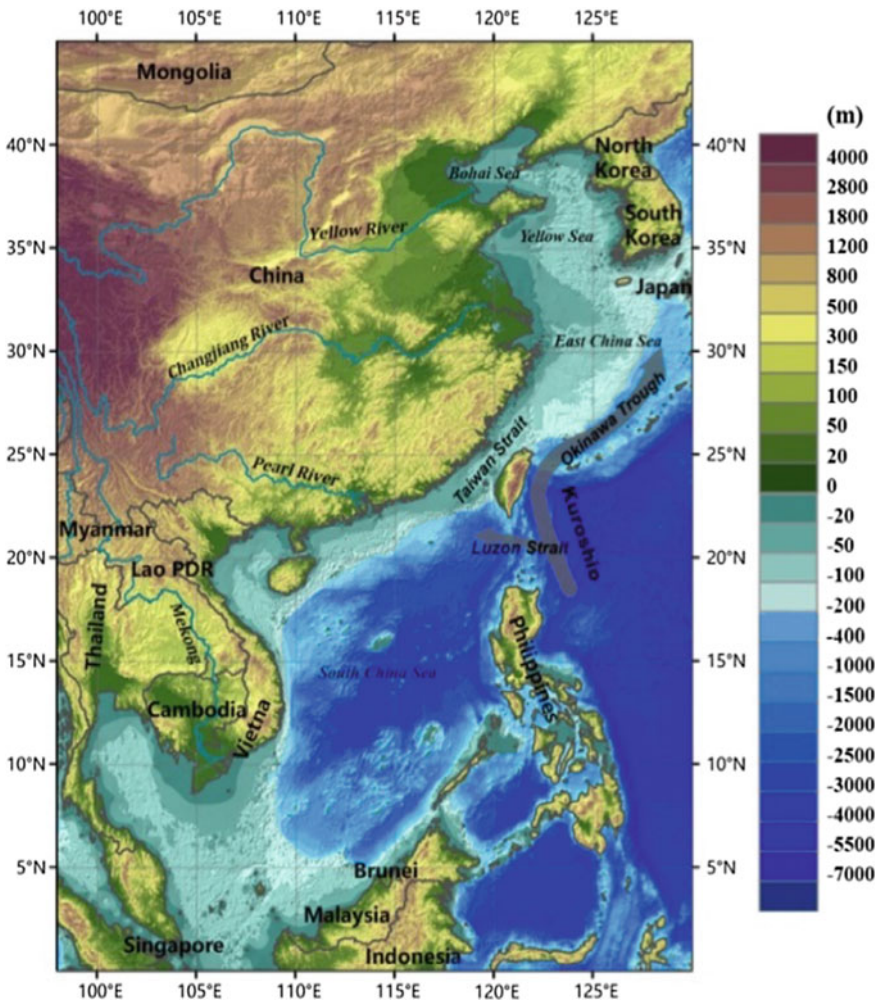 100°E 105°E 110°E 115°E 120°E 125°E
(m)
Mongolia
40°N
40°N
North
Korea
Bohai Sea
4000
2800
1800
1200
800
500
300
150
100
50
20
0
-20
-50
-100
-200
-400
-1000
-1500
-2000
-2500
-3000
-4000
-5500
-7000
South
Korea
Yellow River
Yellow Sea
35°N
35°N
China
Japan
Changjiang River
East China Sea
30°N
30°N
Okinawa Trough
Taiwan Strait
25°N
25°N
Pearl River
Kuroshio
Myanmar
Luzon Strait
20°N
20°N
Lao PDR
Thailand
Mekong
Philippines
15°N
15°N
South China Sea
Cambodia
Vietna
10°N
10°N
5°N
5°N
Brunei
Malaysia
Singapore
Indonesia
100°E 105°E 110°E 115°E 120°E 125°E